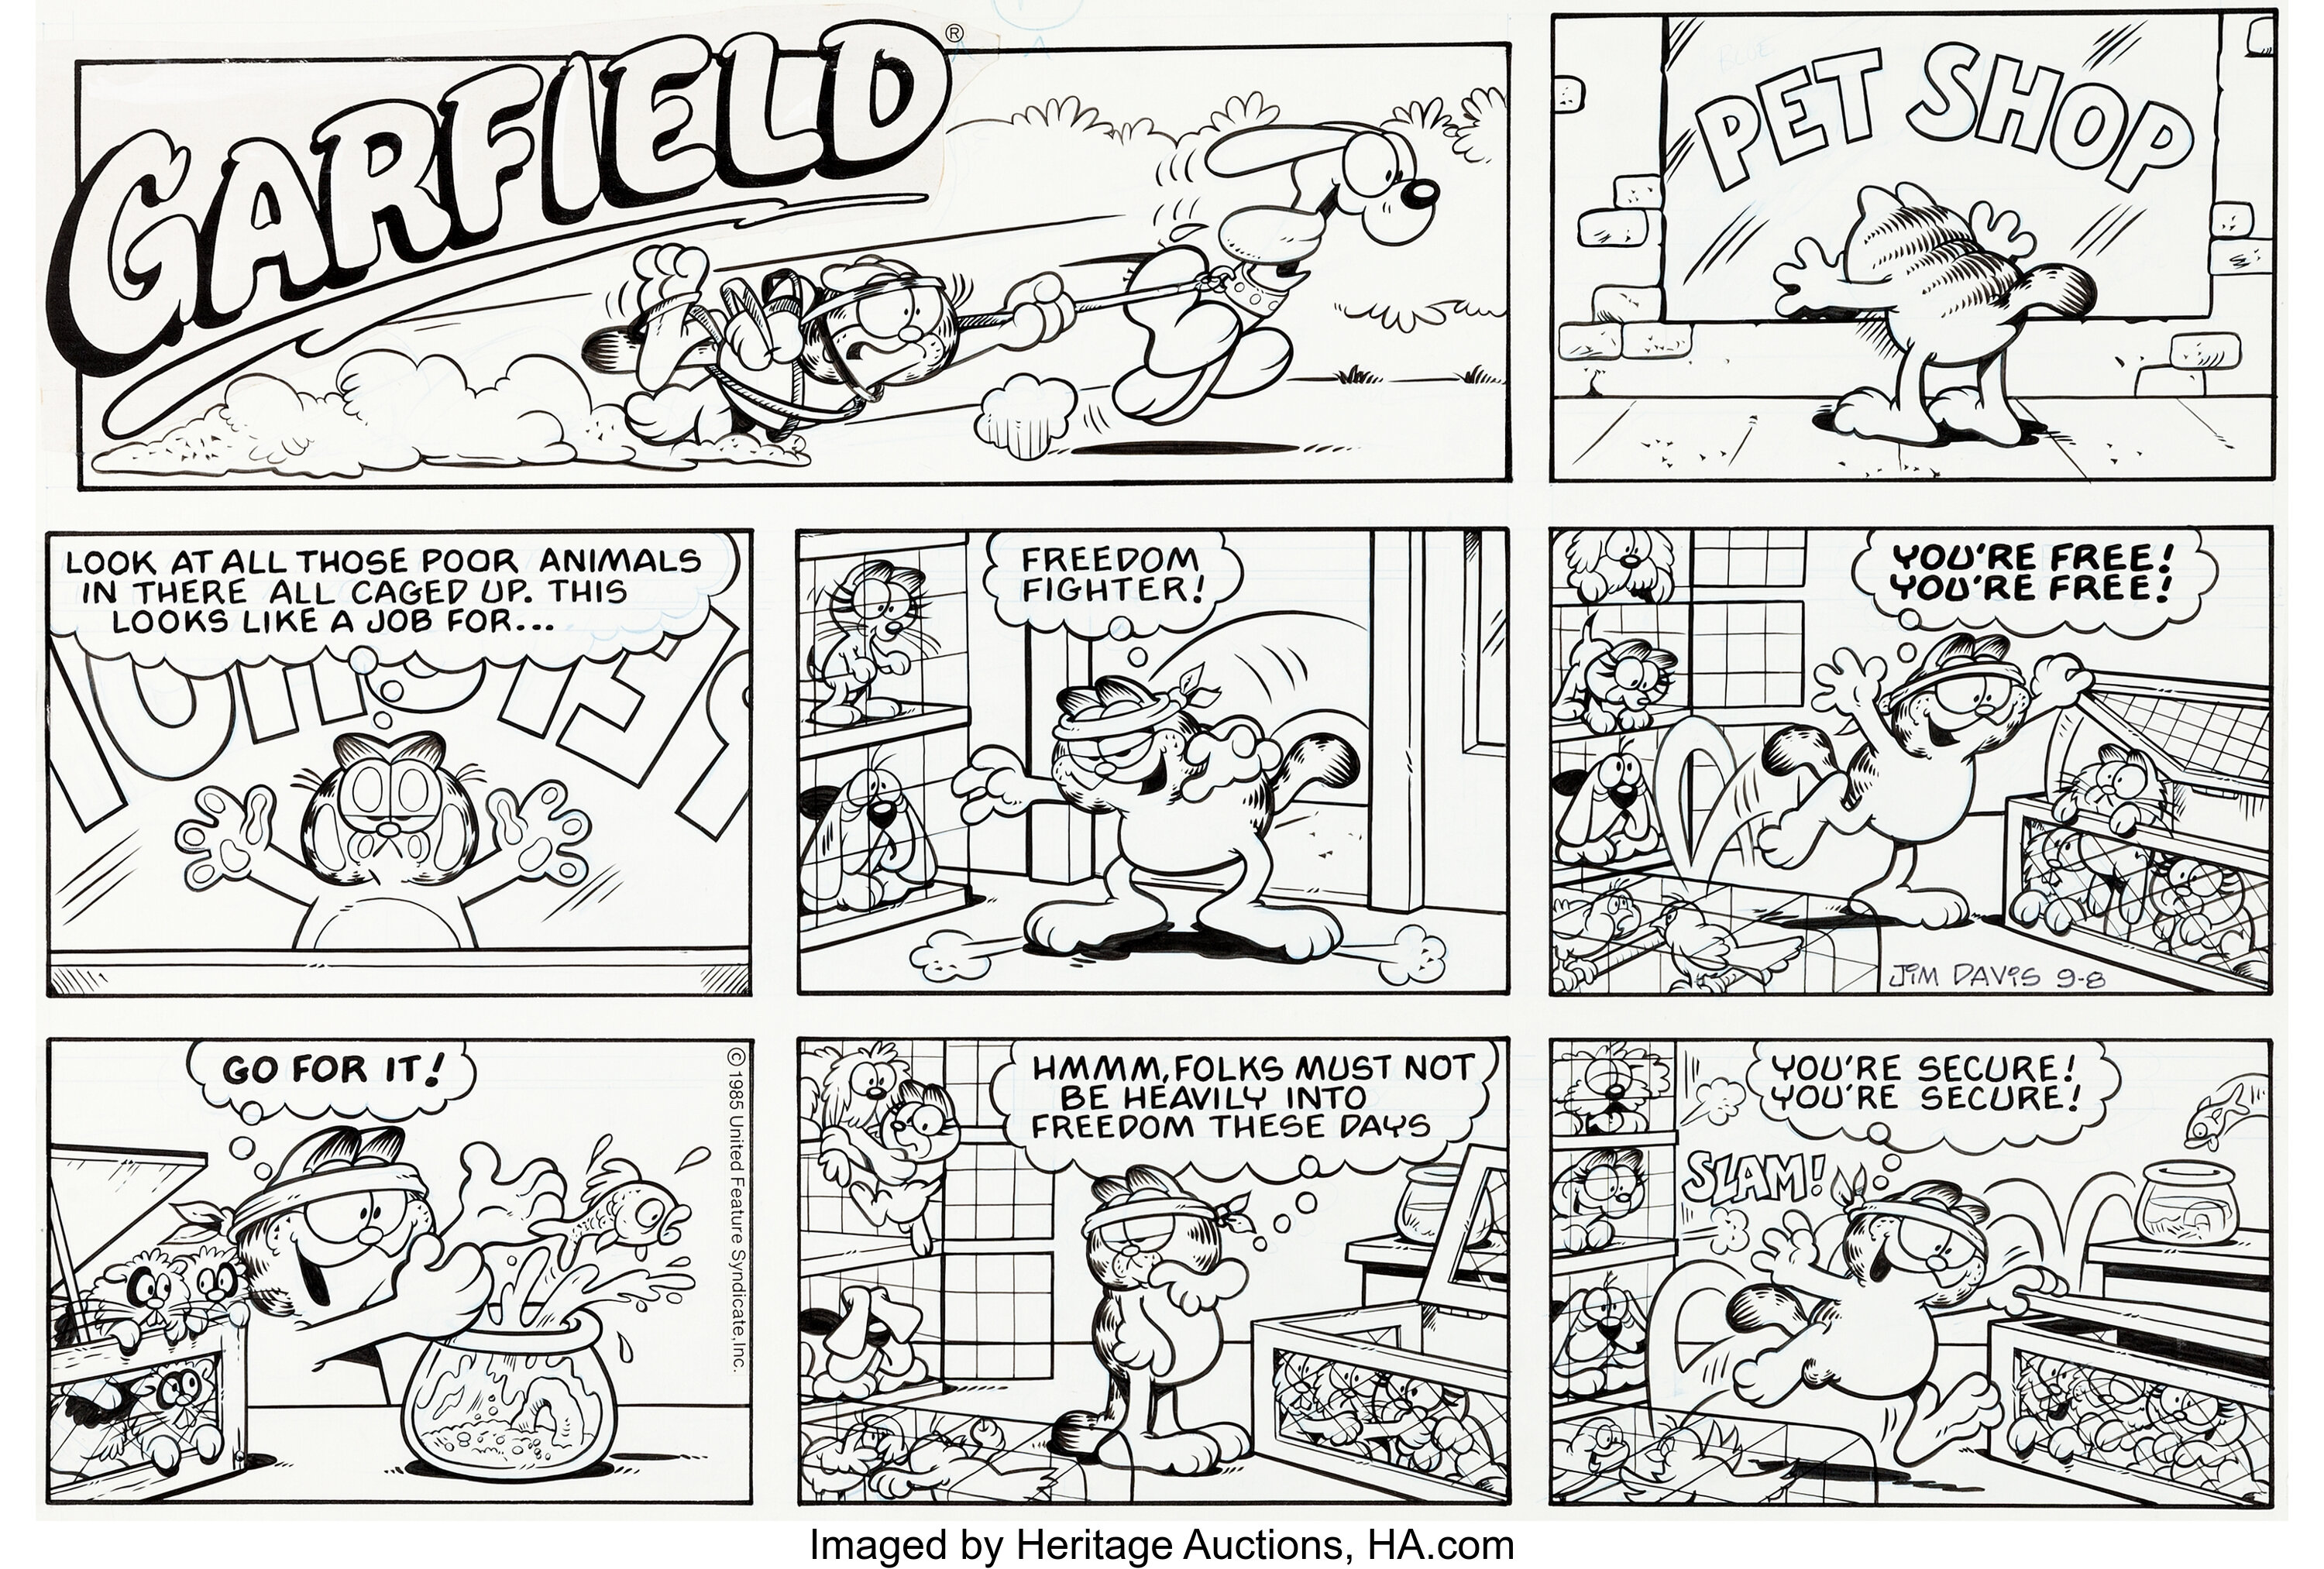 GARFIELD®
PET SHOP
LOOK AT ALL THOSE POOR ANIMALS
IN THERE ALL CAGED UP. THIS
LOOKS LIKE A JOB FOR...
FREEDOM
FIGHTER!
YOU'RE FREE!
YOU'RE FREE!
JIM DAVIS 9-8
GO FOR IT!
© 1985 United Feature Syndicate, Inc.
HMMM, FOLKS MUST NOT
BE HEAVILY INTO
FREEDOM THESE DAYS
YOU'RE SECURE!
YOU'RE SECURE!
SLAM!
Imaged by Heritage Auctions, HA.com